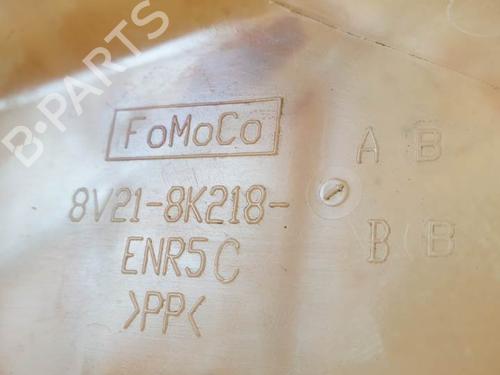 B-PARTS
FoMoCo
A B
8V21-8K218-
B B
ENR5 C
>PP<